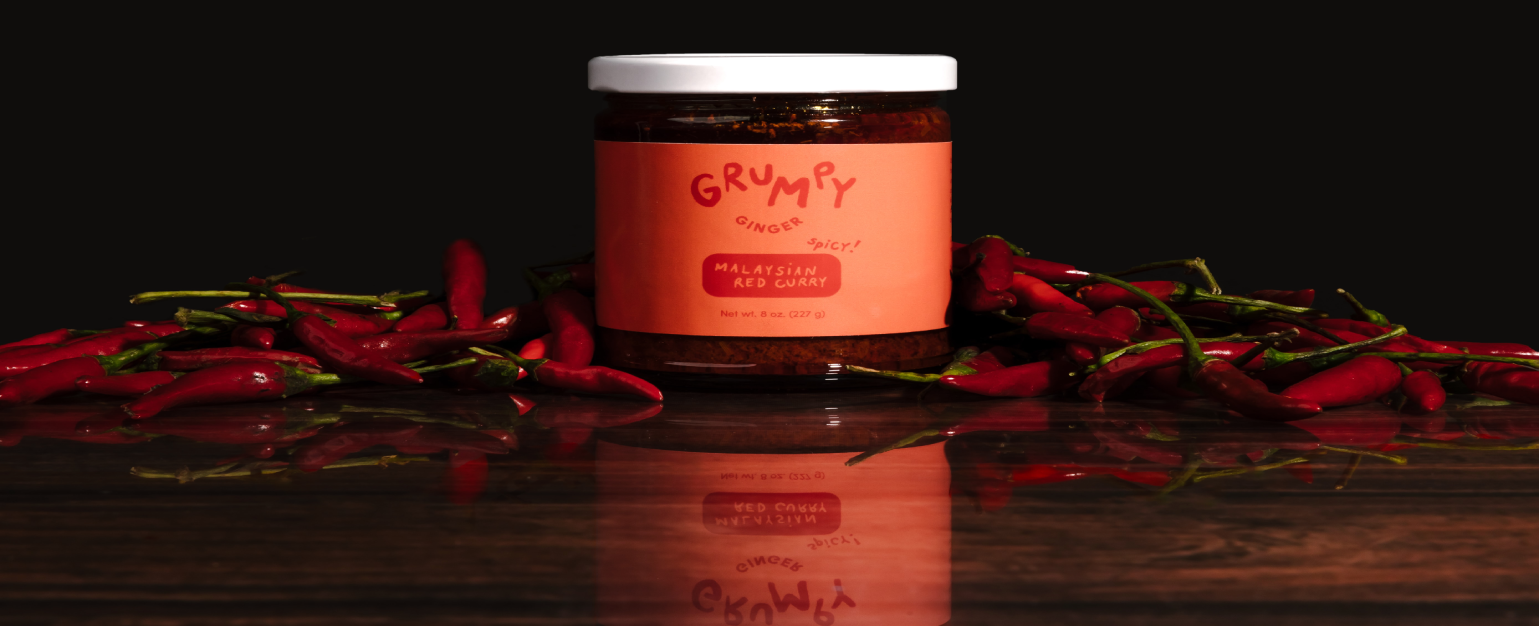 GRUMPY
GINGER
spicy!
MALAYSIAN
RED CURRY
Net wt. 8 oz. (227 g)